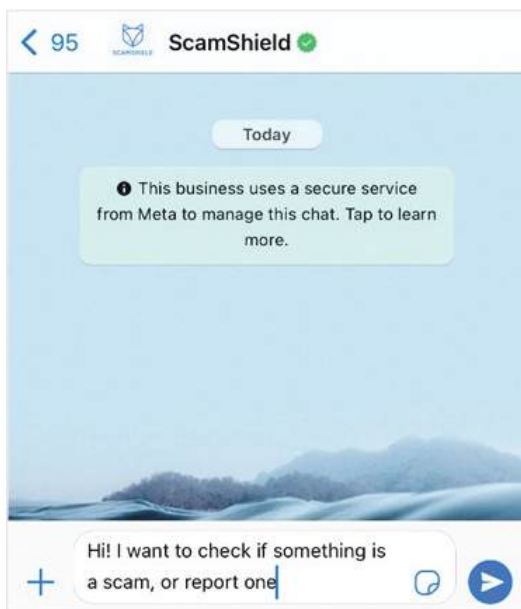 95
SCAMSHIELD
ScamShield
Today
This business uses a secure service
from Meta to manage this chat. Tap to learn
more.
Hi! I want to check if something is
a scam, or report one